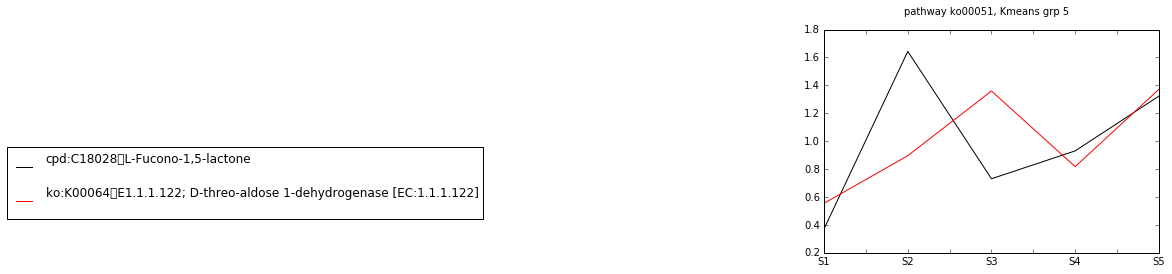 pathway ko00051, Kmeans grp 5
1.8
1.6
1.4
1.2
1.0
0.8
0.6
0.4
0.2
S1 S2 S3 S4 S5
cpd:C18028▯L-Fucono-1,5-lactone
ko:K00064▯E1.1.1.122; D-threo-aldose 1-dehydrogenase [EC:1.1.1.122]